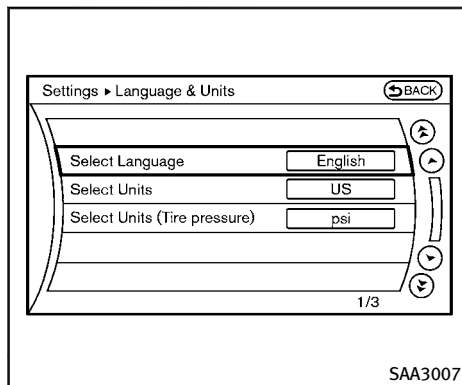 Settings ▸ Language & Units
BACK
Select Language English
Select Units US
Select Units (Tire pressure) psi
1/3
SAA3007